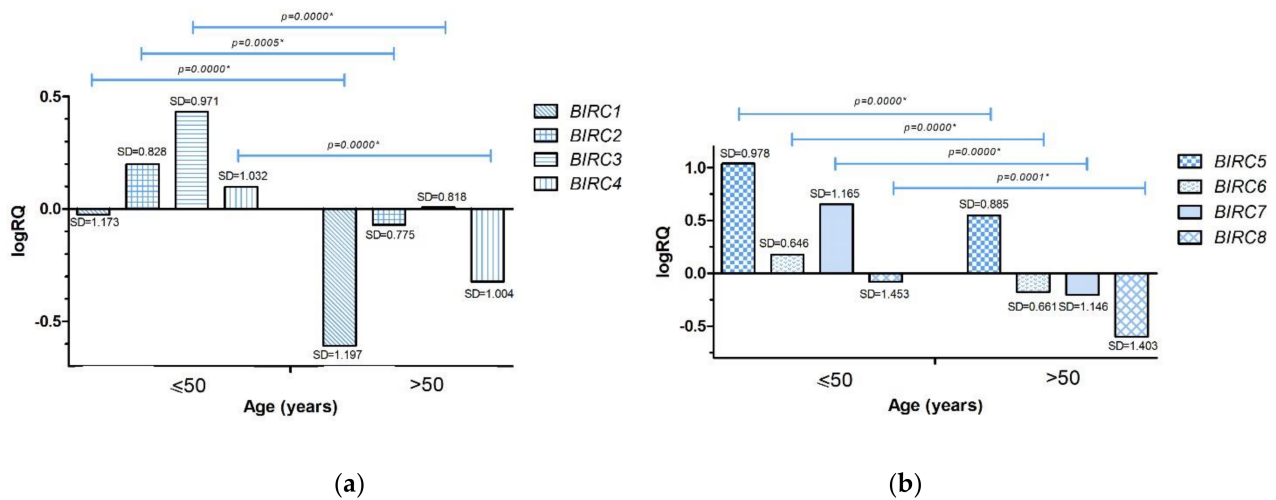 p=0.0000*
p=0.0005*
p=0.0000*
0.5
SD=0.971
SD=0.828
p=0.0000*
SD=1.032
SD=0.818
0.0
SD=1.173
SD=0.775
logRQ
-0.5
SD=1.004
SD=1.197
≤50
>50
Age (years)
BIRC1
BIRC2
BIRC3
BIRC4
(a)
p=0.0000*
p=0.0000*
p=0.0000*
p=0.0001*
SD=0.978
1.0
SD=1.165
SD=0.885
SD=0.646
0.5
logRQ
0.0
SD=1.453
SD=0.661
SD=1.146
-0.5
SD=1.403
≤50
>50
Age (years)
BIRC5
BIRC6
BIRC7
BIRC8
(b)